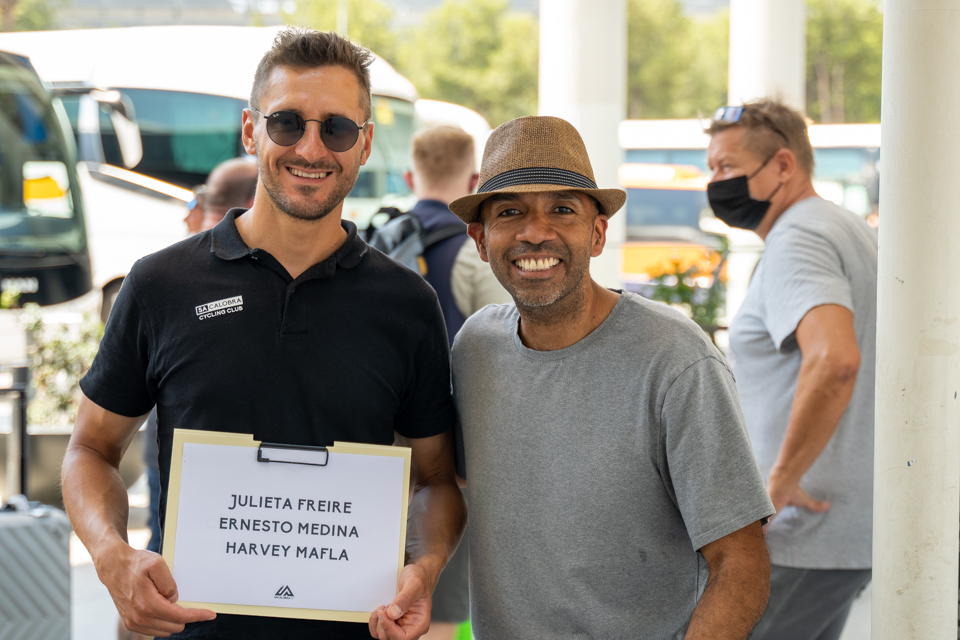 SA CALOBRA
CYCLING CLUB
JULIETA FREIRE
ERNESTO MEDINA
HARVEY MAFLA